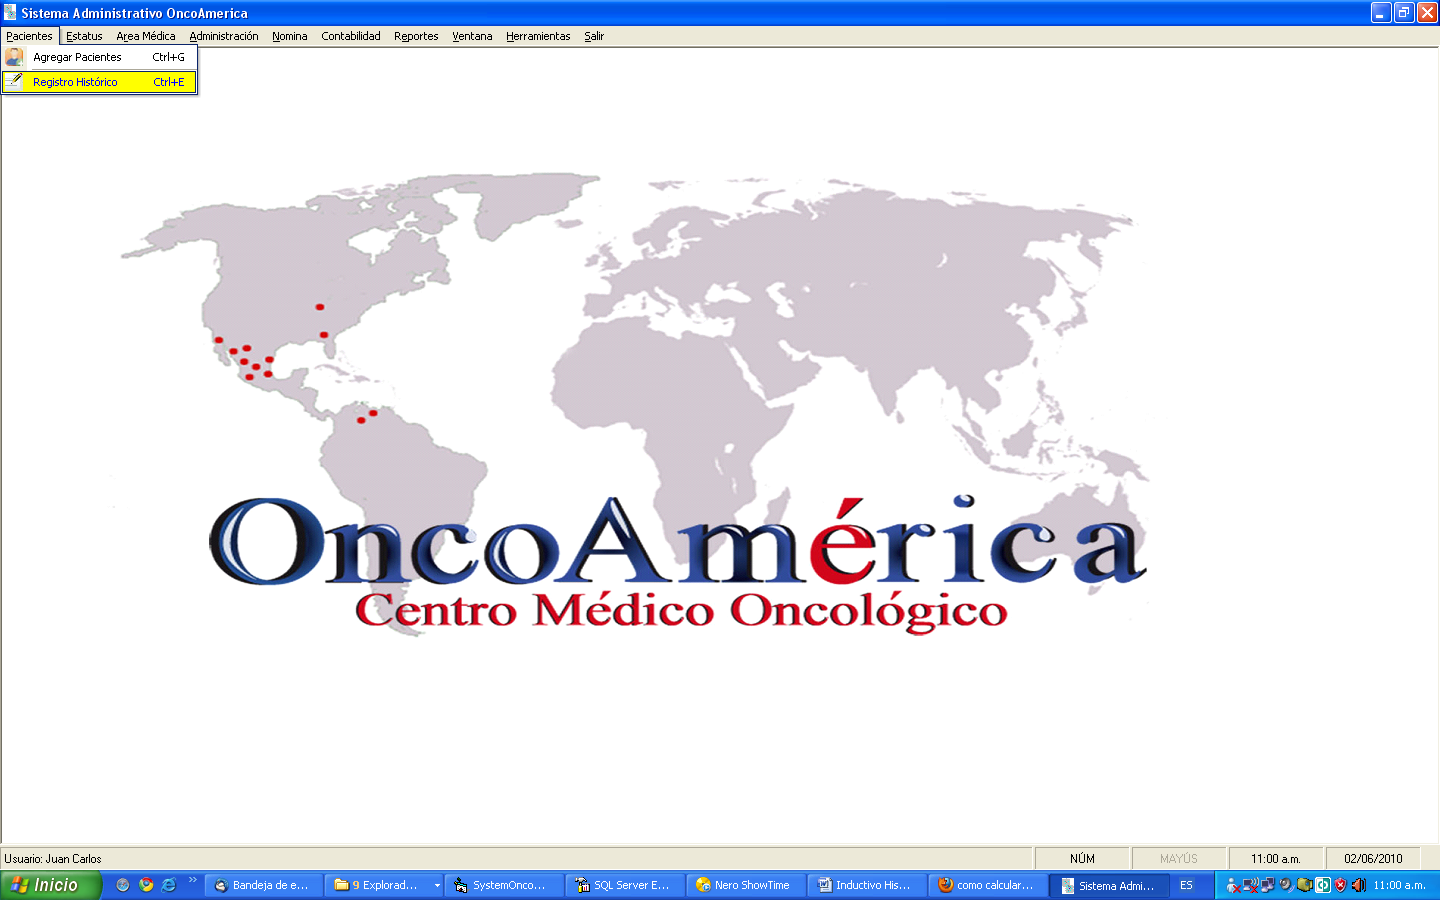 Sistema Administrativo OncoAmerica
Pacientes Estatus Area Médica Administración Nomina Contabilidad Reportes Ventana Herramientas Salir
Agregar Pacientes Ctrl+G
Registro Histórico Ctrl+E
OncoAmérica
Centro Médico Oncológico
Usuario: Juan Carlos NÚM MAYÚS 11:00 a.m. 02/06/2010
Inicio » Bandeja de e... 9 Explorad... SystemOnco... SQL Server E... Nero ShowTime Inductivo His... como calcular... Sistema Admi... ES 11:00 a.m.